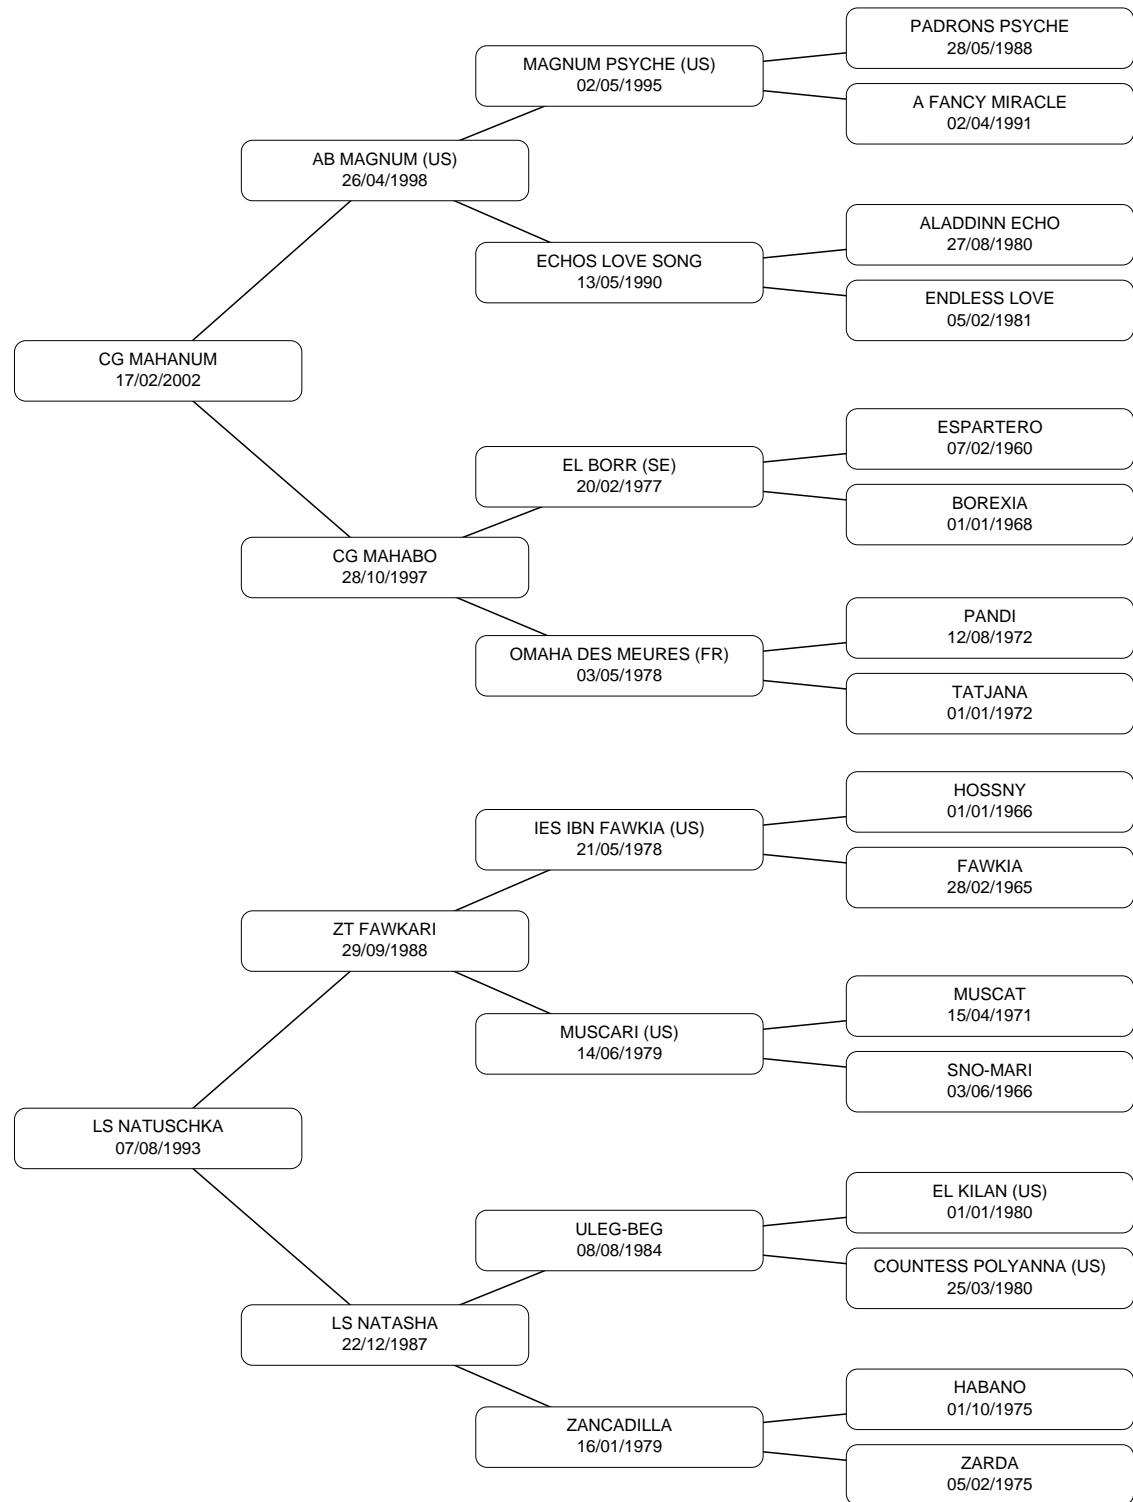 PADRONS PSYCHE
28/05/1988
MAGNUM PSYCHE (US)
02/05/1995
A FANCY MIRACLE
02/04/1991
AB MAGNUM (US)
26/04/1998
ALADDINN ECHO
27/08/1980
ECHOS LOVE SONG
13/05/1990
ENDLESS LOVE
05/02/1981
CG MAHANUM
17/02/2002
ESPARTERO
07/02/1960
EL BORR (SE)
20/02/1977
BOREXIA
01/01/1968
CG MAHABO
28/10/1997
PANDI
12/08/1972
OMAHA DES MEURES (FR)
03/05/1978
TATJANA
01/01/1972
HOSSNY
01/01/1966
IES IBN FAWKIA (US)
21/05/1978
FAWKIA
28/02/1965
ZT FAWKARI
29/09/1988
MUSCAT
15/04/1971
MUSCARI (US)
14/06/1979
SNO-MARI
03/06/1966
LS NATUSCHKA
07/08/1993
EL KILAN (US)
01/01/1980
ULEG-BEG
08/08/1984
COUNTESS POLYANNA (US)
25/03/1980
LS NATASHA
22/12/1987
HABANO
01/10/1975
ZANCADILLA
16/01/1979
ZARDA
05/02/1975